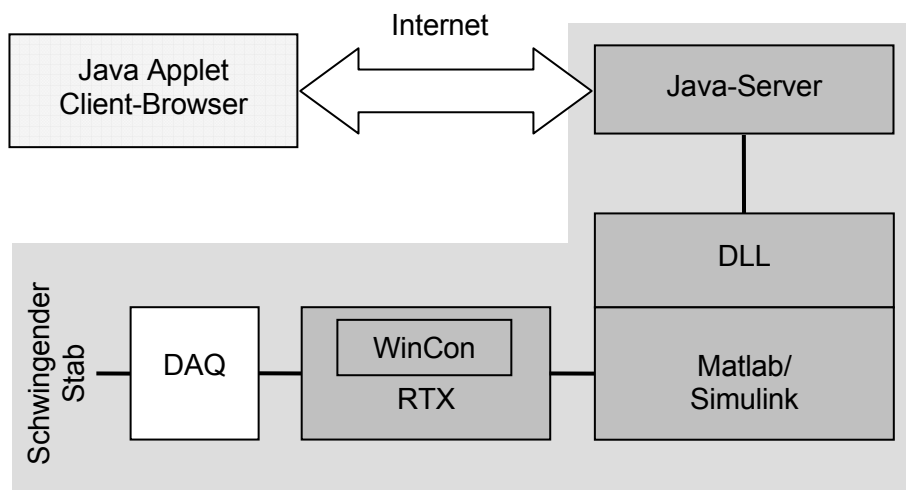 Internet
Java Applet
Client-Browser
Java-Server
DLL
Schwingender
Stab
DAQ
WinCon
RTX
Matlab/
Simulink